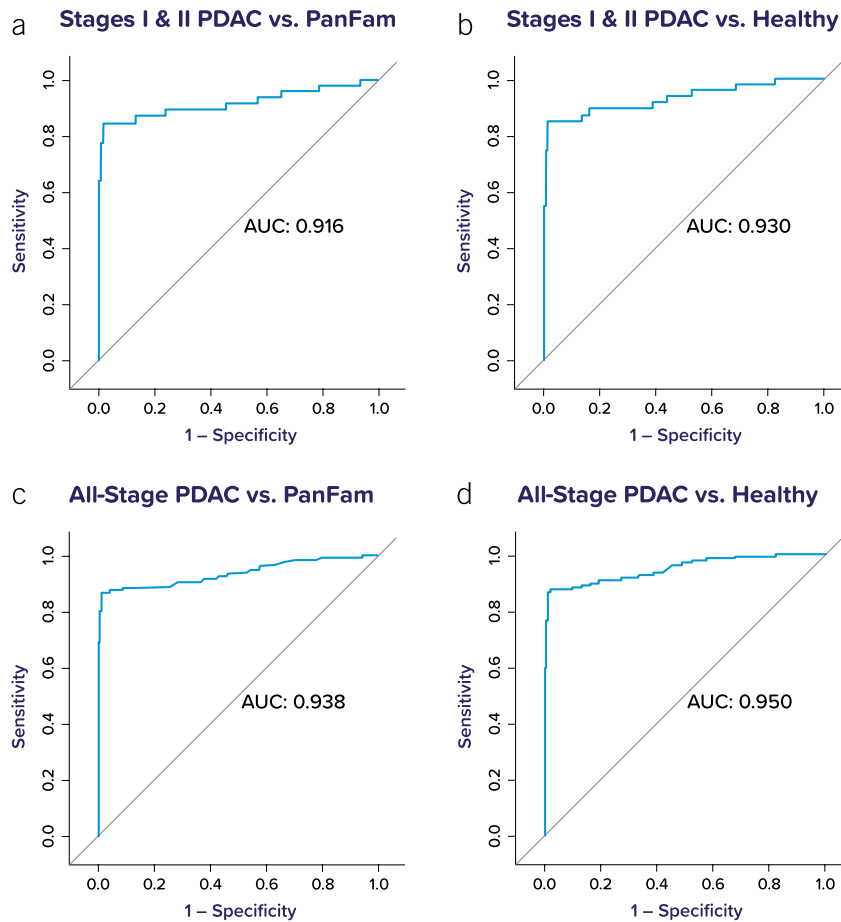 a
Stages I & II PDAC vs. PanFam
1.0
0.8
0.6
0.4
0.2
0.0
Sensitivity
AUC: 0.916
0.0 0.2 0.4 0.6 0.8 1.0
1 – Specificity
b
Stages I & II PDAC vs. Healthy
1.0
0.8
0.6
0.4
0.2
0.0
Sensitivity
AUC: 0.930
0.0 0.2 0.4 0.6 0.8 1.0
1 – Specificity
c
All-Stage PDAC vs. PanFam
1.0
0.8
0.6
0.4
0.2
0.0
Sensitivity
AUC: 0.938
0.0 0.2 0.4 0.6 0.8 1.0
1 – Specificity
d
All-Stage PDAC vs. Healthy
1.0
0.8
0.6
0.4
0.2
0.0
Sensitivity
AUC: 0.950
0.0 0.2 0.4 0.6 0.8 1.0
1 – Specificity